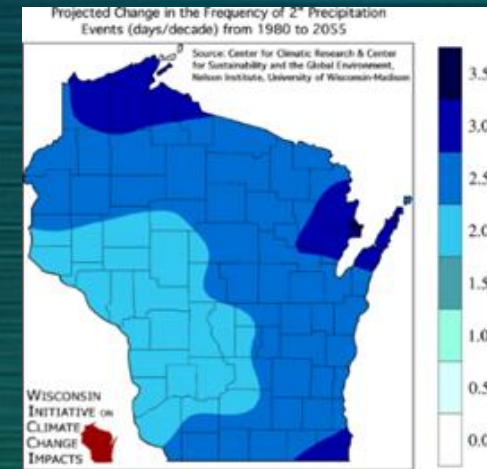 Projected Change in the Frequency of 2" Precipitation
Events (days/decade) from 1980 to 2055
Source: Center for Climatic Research & Center
for Sustainability and the Global Environment,
Nelson Institute, University of Wisconsin-Madison
3.5
3.0
2.5
2.0
1.5
1.0
0.5
0.0
WISCONSIN
INITIATIVE ON
CLIMATE
CHANGE
IMPACTS